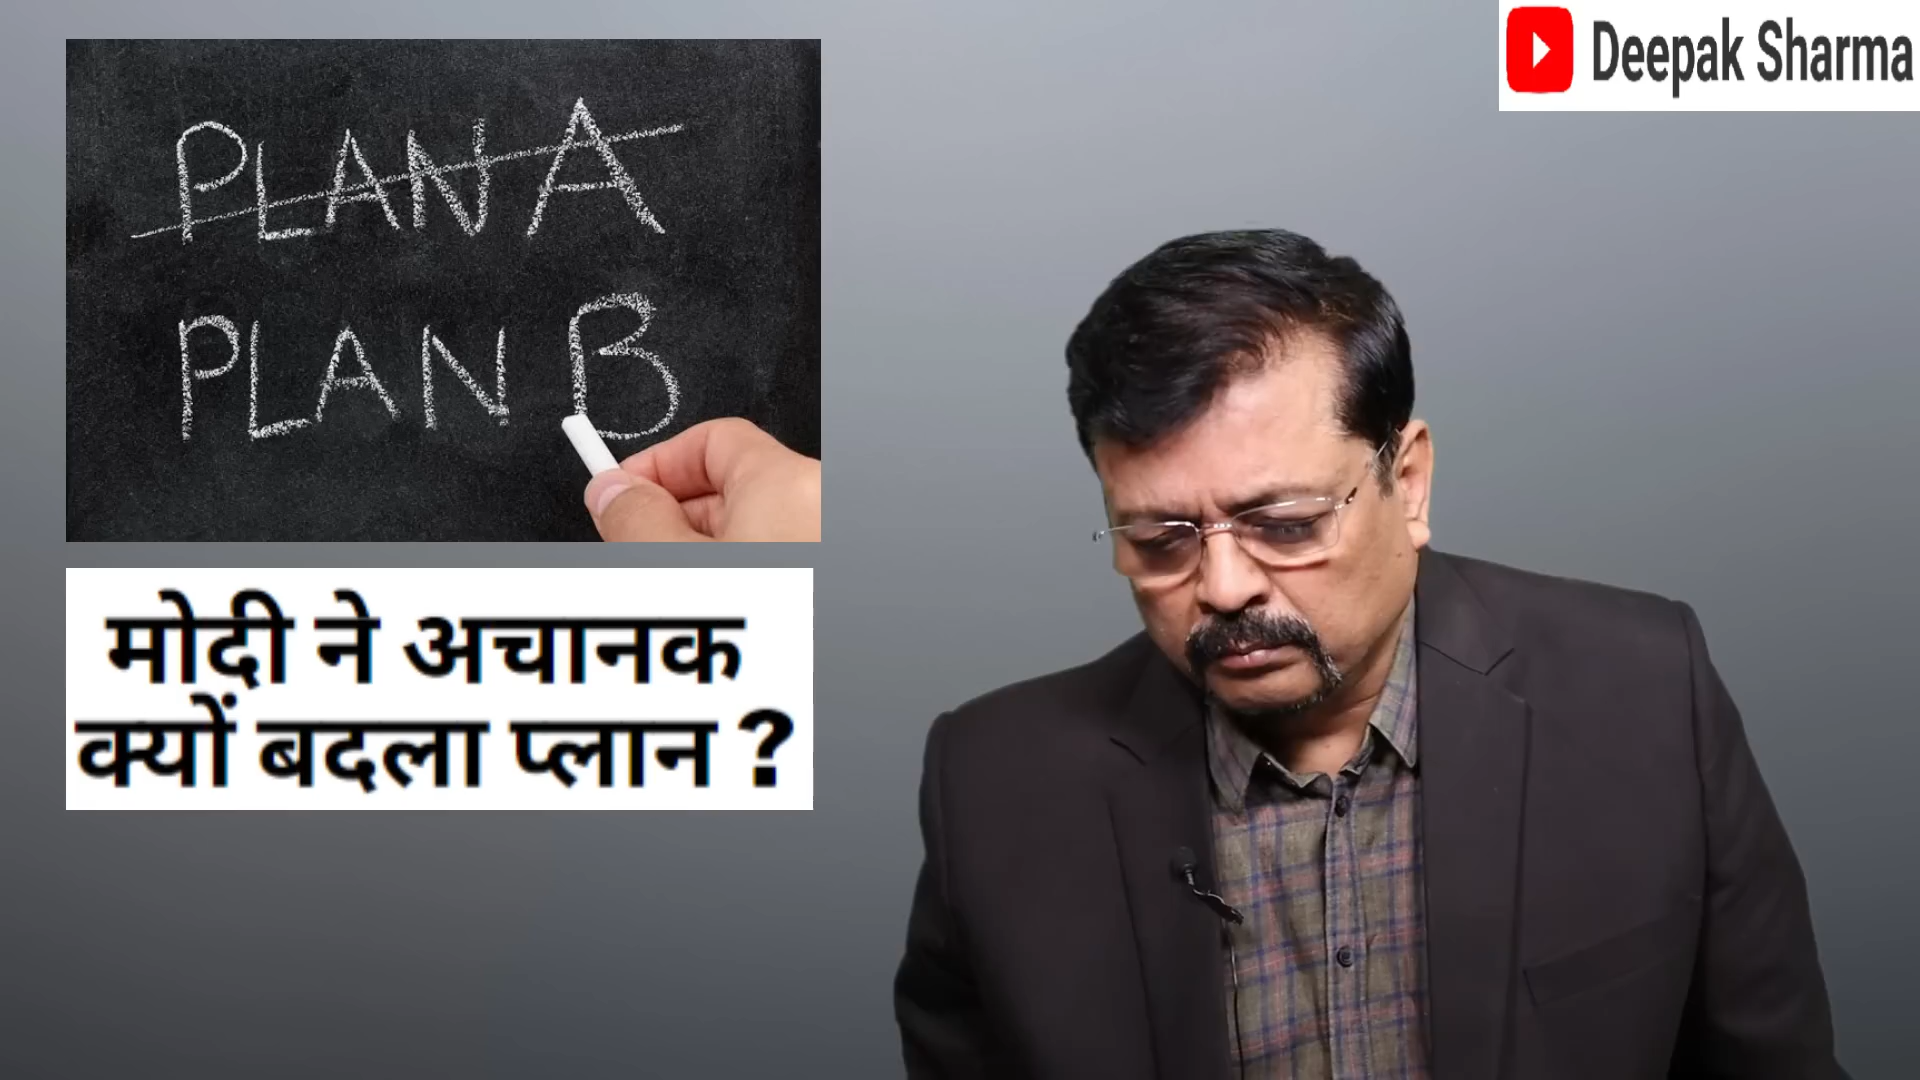 Deepak Sharma
PLAN A
PLAN B
मोदी ने अचानक
क्यों बदला प्लान ?